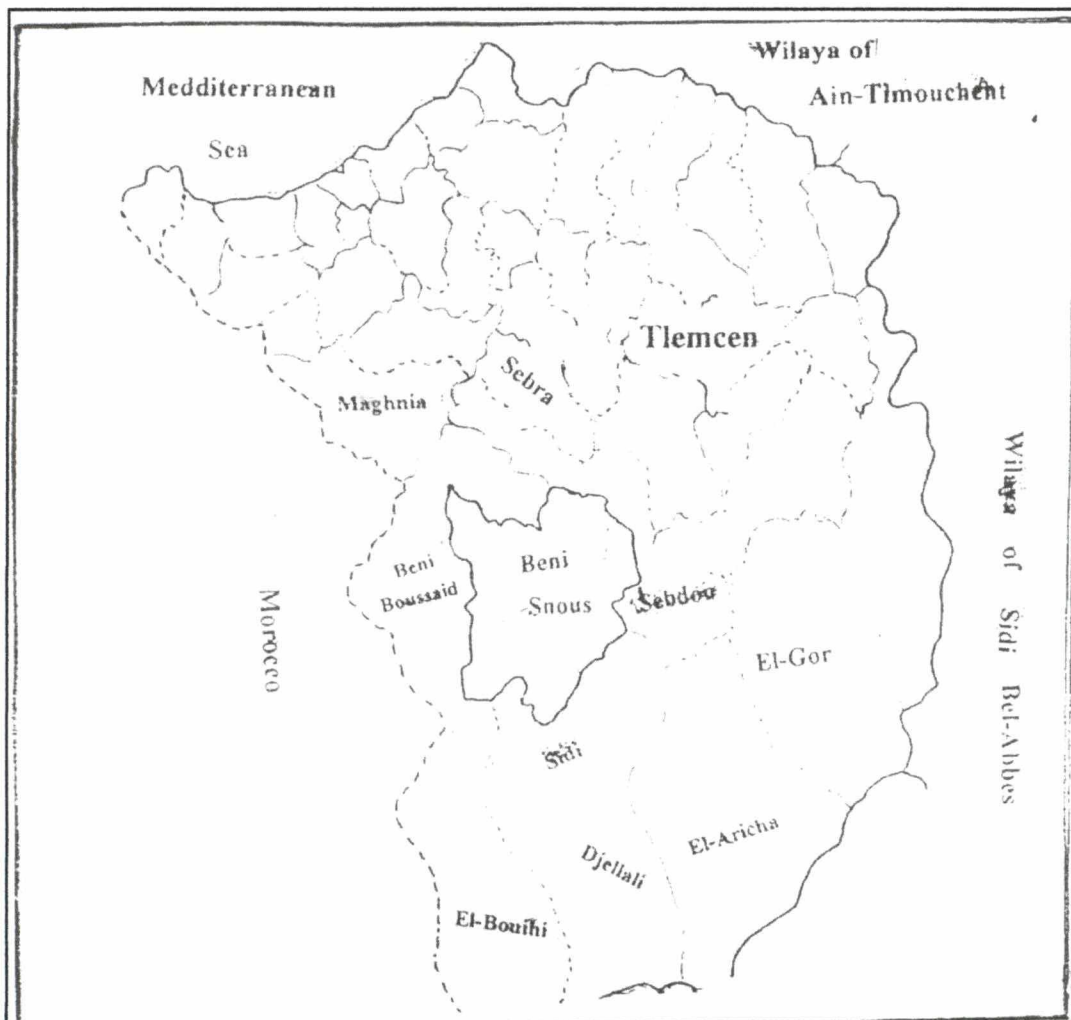 Wilaya of
Ain-Tlmouchent
Medditerranean
Sea
Tlemcen
Sebra
Maghnia
Wilaya of Sidi Bel-Abbes
Beni
Boussaid
Beni
Snous
Sebdou
Morocco
El-Gor
Sidi
Djellali
El-Aricha
El-Bouihi